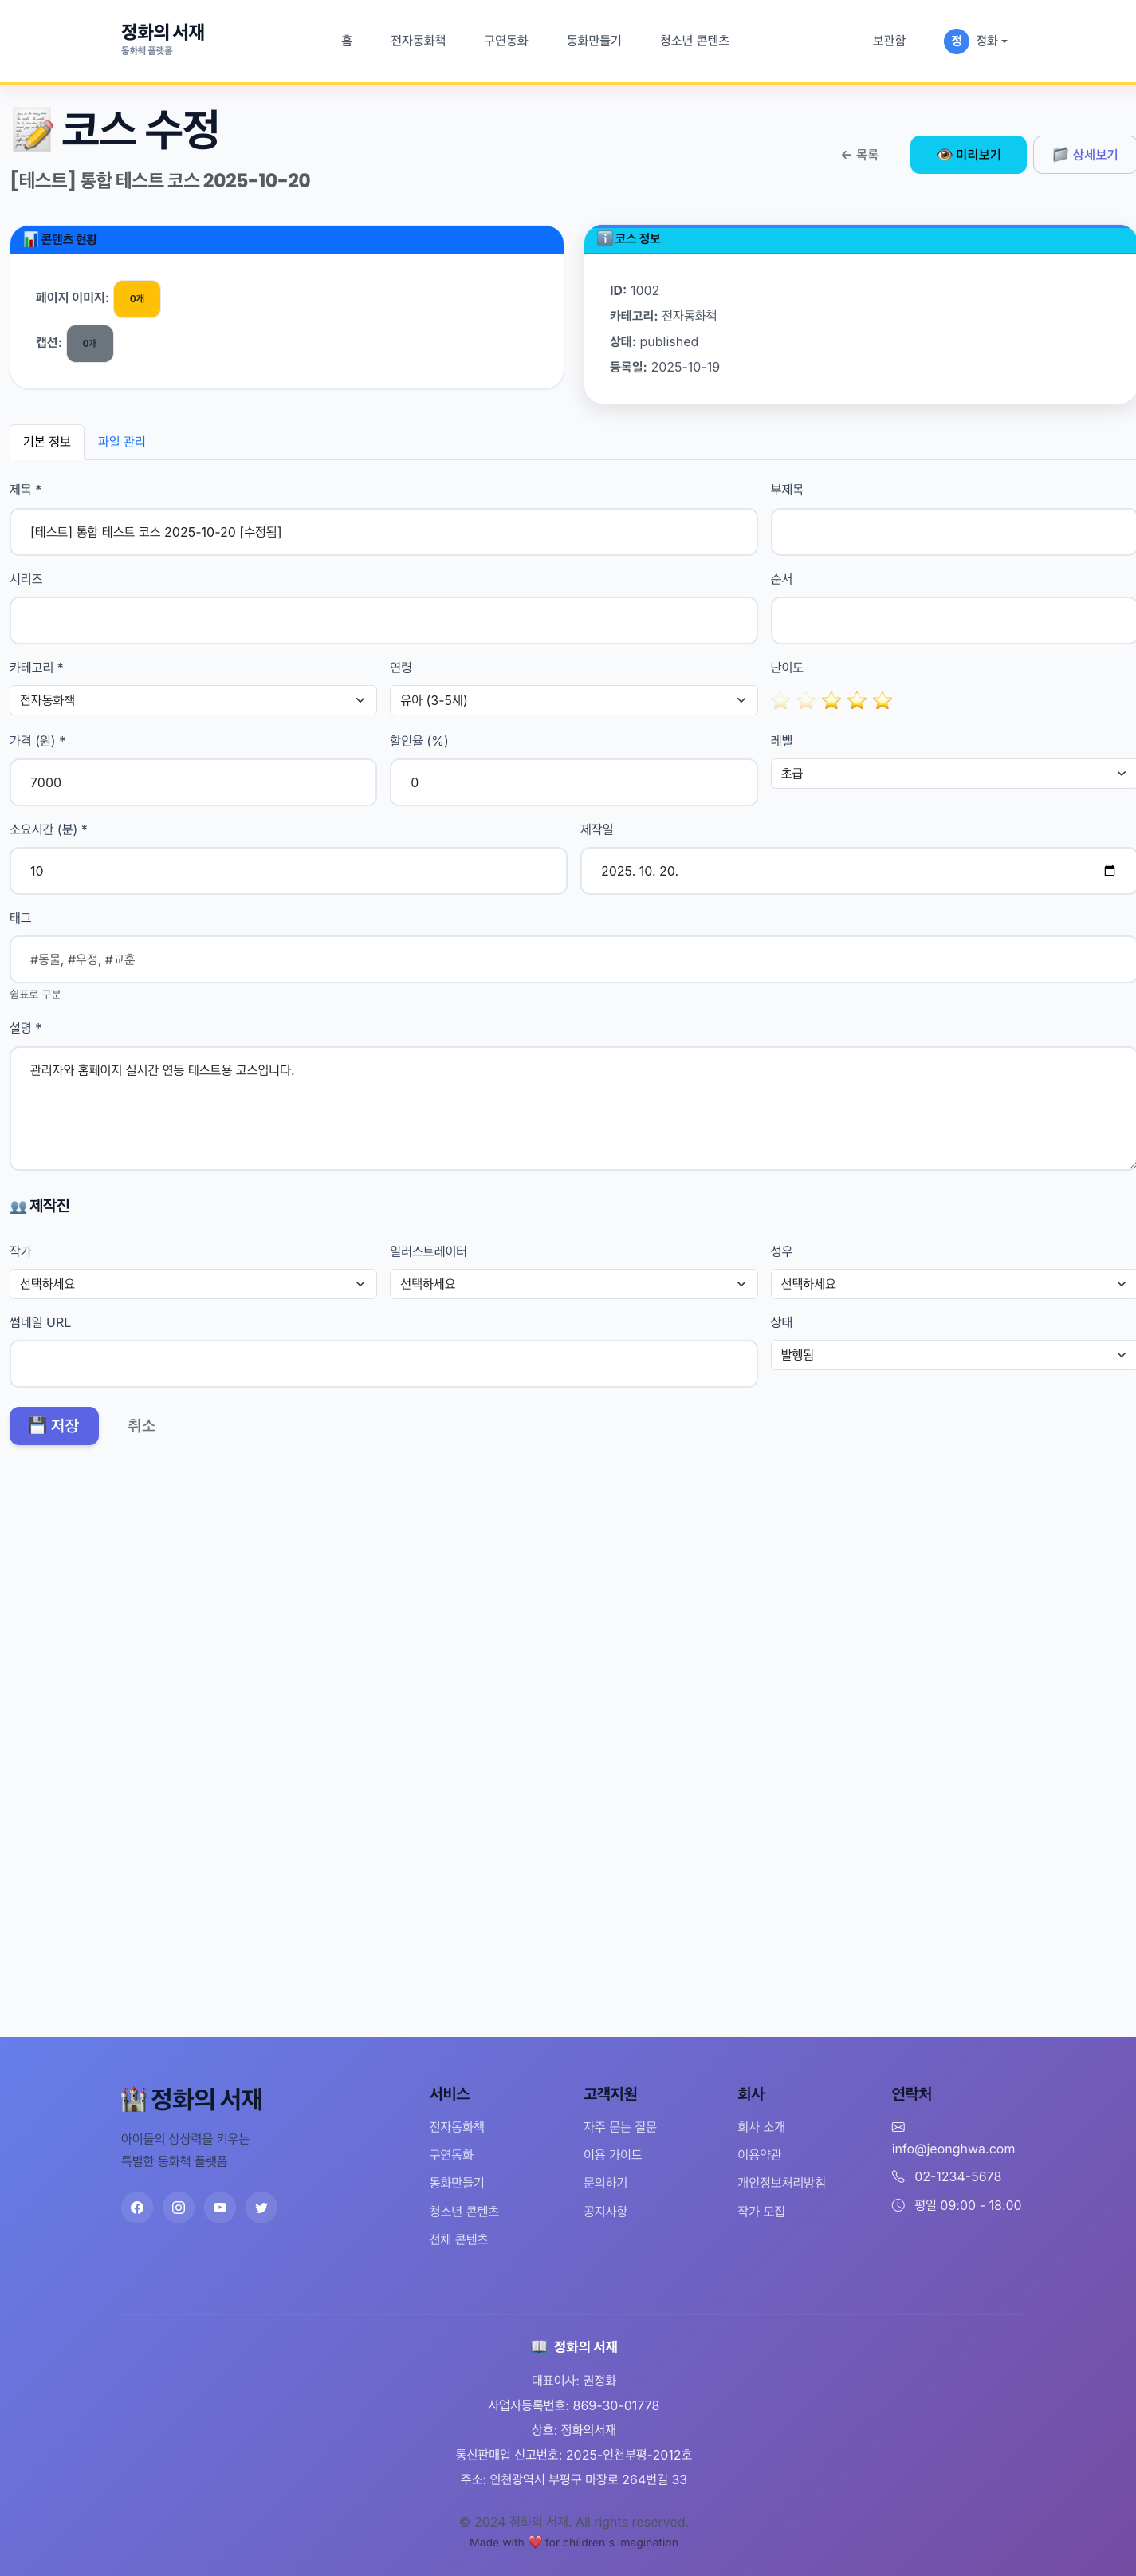 정화의 서재
동화책 플랫폼
홈 전자동화책 구연동화 동화만들기 청소년 콘텐츠 보관함 정 정화
📝 코스 수정
[테스트] 통합 테스트 코스 2025-10-20
← 목록 👁️ 미리보기 📁 상세보기
📊 콘텐츠 현황
페이지 이미지: 0개
캡션: 0개
ℹ️ 코스 정보
ID: 1002
카테고리: 전자동화책
상태: published
등록일: 2025-10-19
기본 정보 파일 관리
제목 * 부제목
[테스트] 통합 테스트 코스 2025-10-20 [수정됨]
시리즈 순서
카테고리 * 연령 난이도
전자동화책 유아 (3-5세) ⭐ ⭐ ⭐ ⭐ ⭐
가격 (원) * 할인율 (%) 레벨
7000 0 초급
소요시간 (분) * 제작일
10 2025. 10. 20.
태그
#동물, #우정, #교훈
쉼표로 구분
설명 *
관리자와 홈페이지 실시간 연동 테스트용 코스입니다.
👥 제작진
작가 일러스트레이터 성우
선택하세요 선택하세요 선택하세요
썸네일 URL 상태
발행됨
💾 저장 취소
🏰 정화의 서재
아이들의 상상력을 키우는
특별한 동화책 플랫폼
서비스
전자동화책
구연동화
동화만들기
청소년 콘텐츠
전체 콘텐츠
고객지원
자주 묻는 질문
이용 가이드
문의하기
공지사항
회사
회사 소개
이용약관
개인정보처리방침
작가 모집
연락처
info@jeonghwa.com
02-1234-5678
평일 09:00 - 18:00
📖 정화의 서재
대표이사: 권정화
사업자등록번호: 869-30-01778
상호: 정화의서재
통신판매업 신고번호: 2025-인천부평-2012호
주소: 인천광역시 부평구 마장로 264번길 33
© 2024 정화의 서재. All rights reserved.
Made with ❤️ for children's imagination